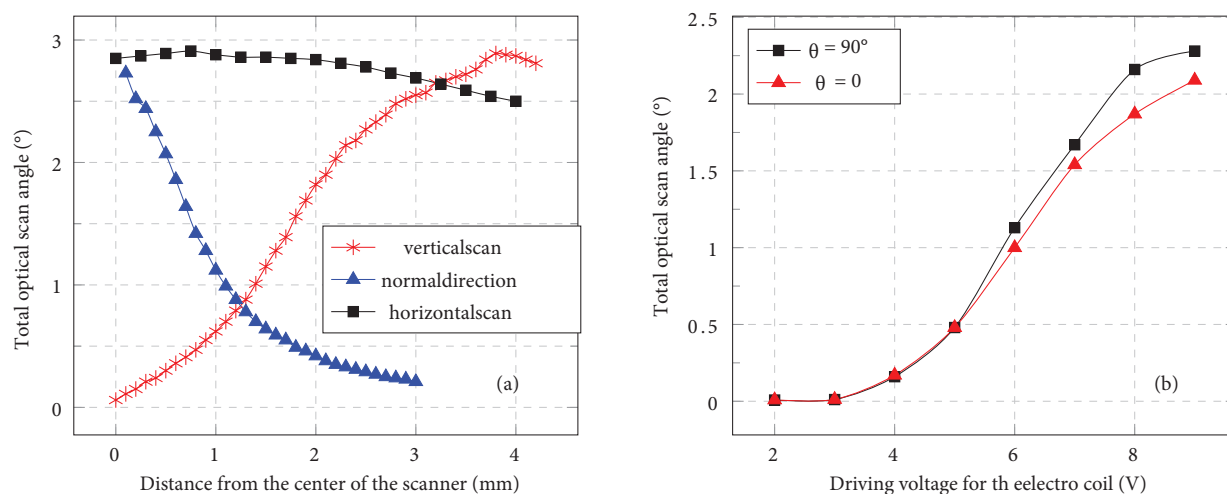 Total optical scan angle (°)
3
2
1
0
verticalscan
normaldirection
horizontalscan
(a)
0 1 2 3 4
Distance from the center of the scanner (mm)
Total optical scan angle (°)
2.5
2
1.5
1
0.5
0
θ = 90°
θ = 0
(b)
2 4 6 8
Driving voltage for th eelectro coil (V)